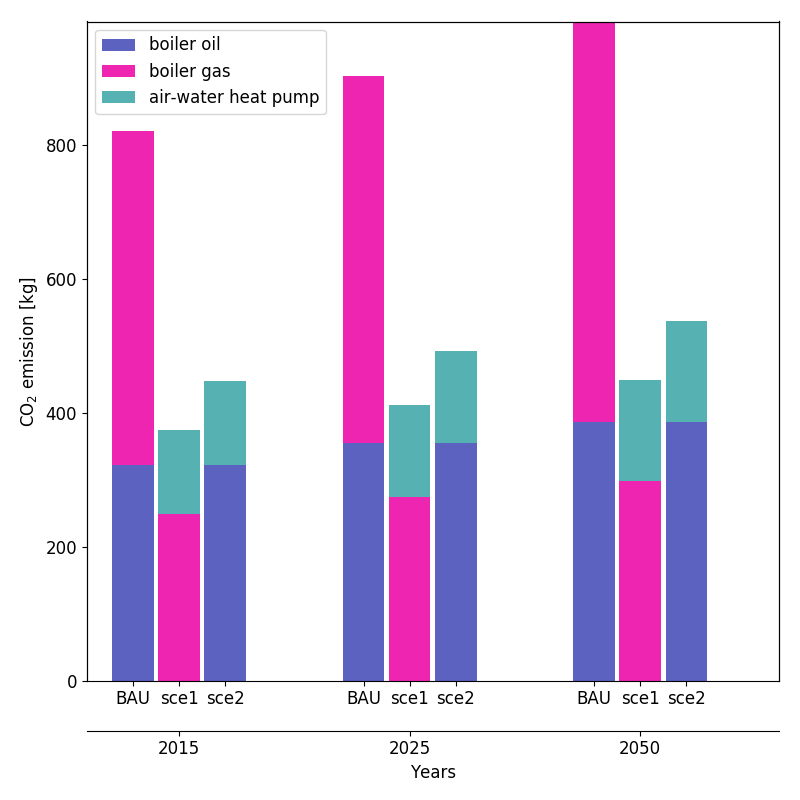 boiler oil
boiler gas
air-water heat pump
CO₂ emission [kg]
800
600
400
200
0
BAU sce1 sce2 BAU sce1 sce2 BAU sce1 sce2
2015 2025 2050
Years